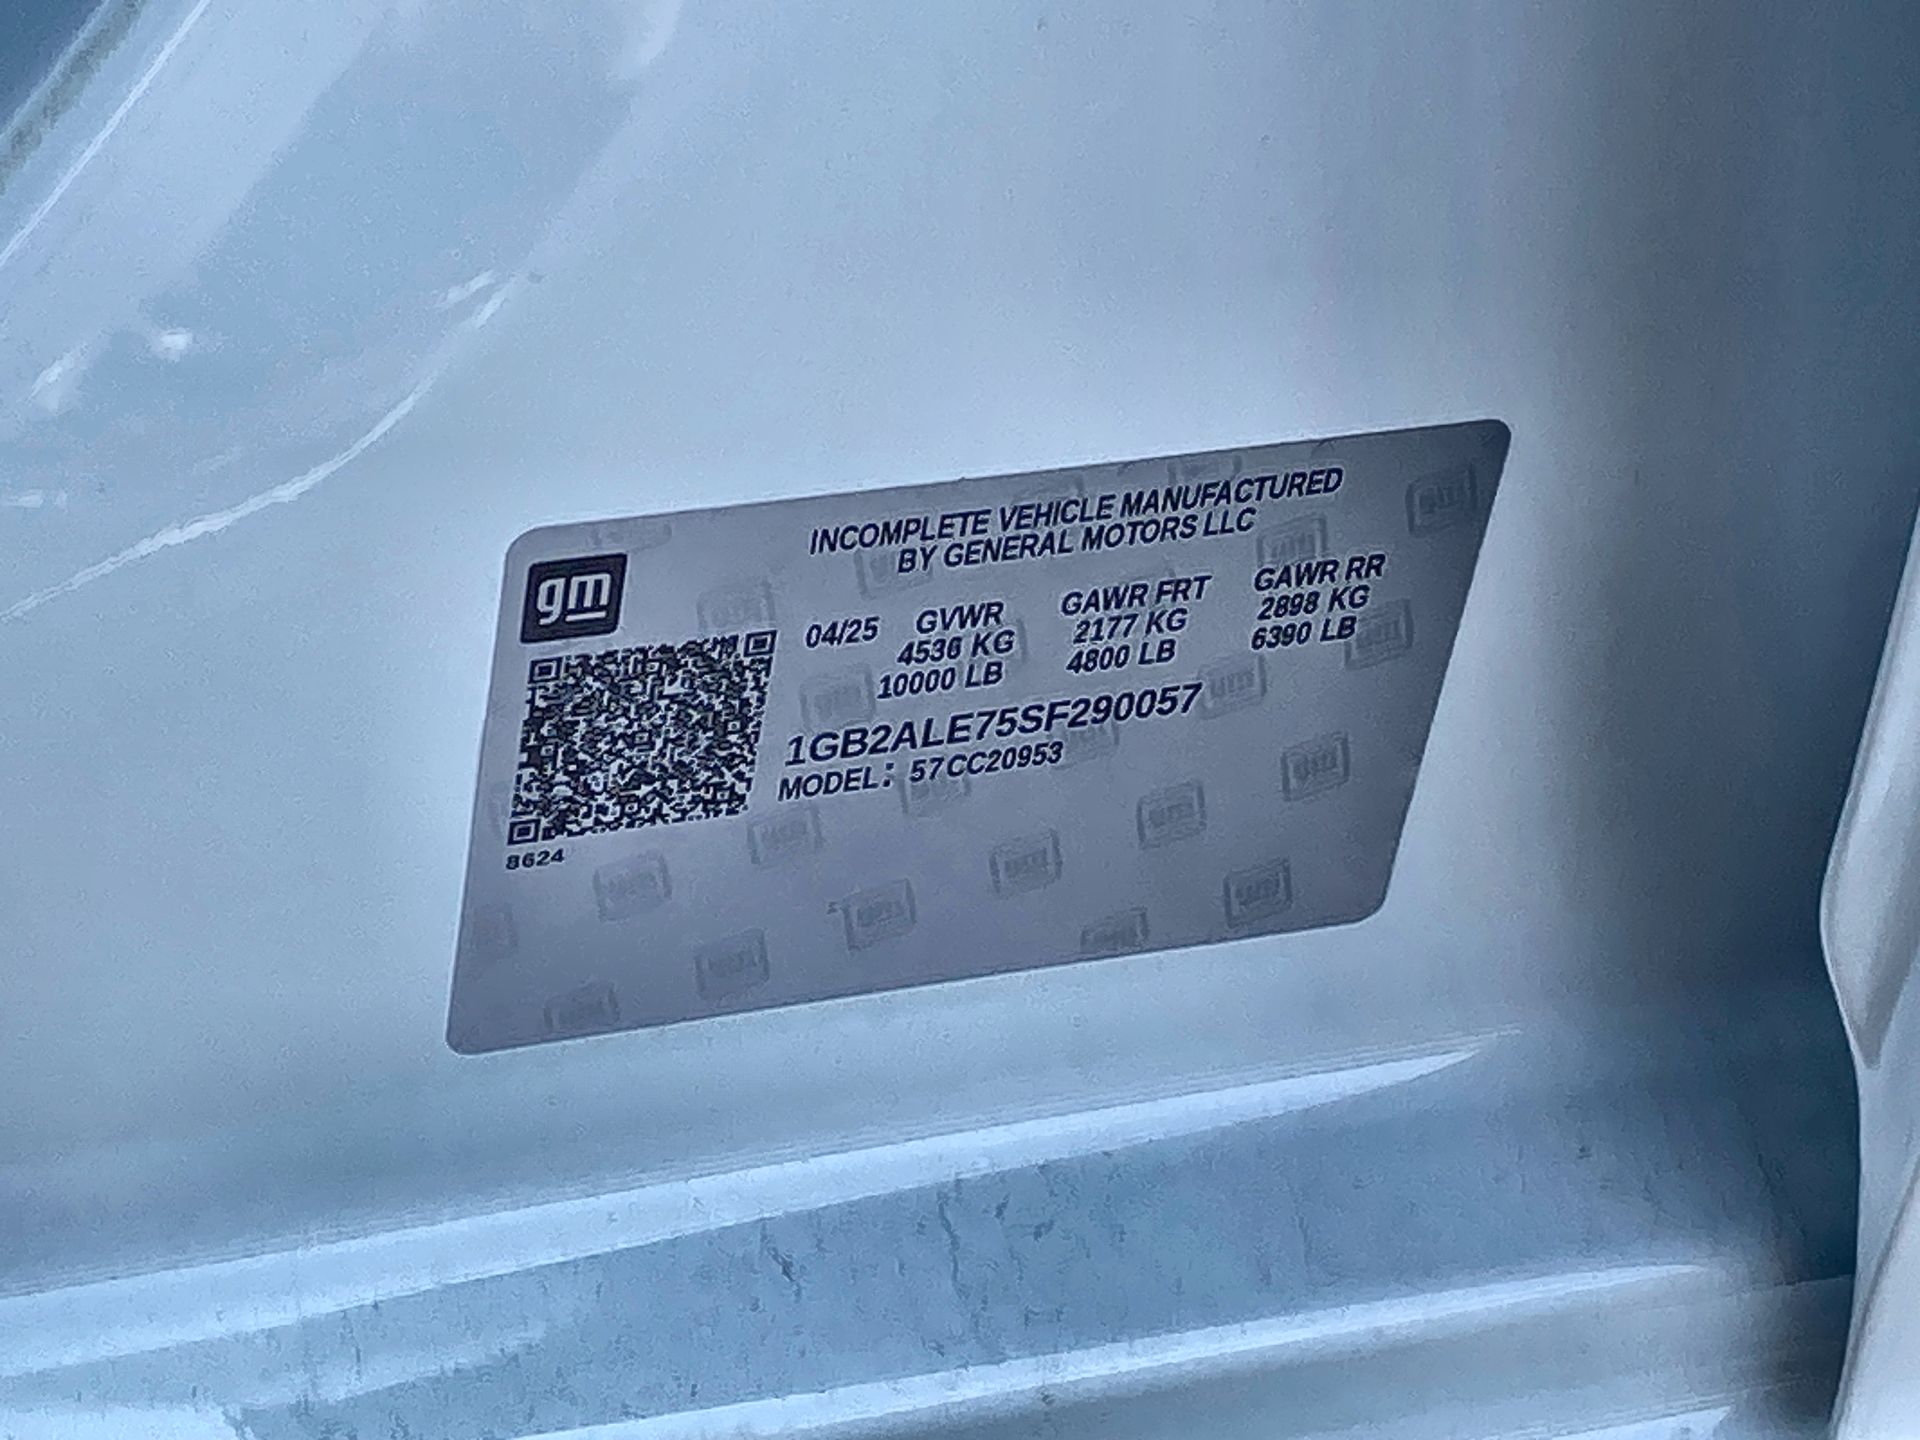 INCOMPLETE VEHICLE MANUFACTURED
BY GENERAL MOTORS LLC
gm
04/25 GVWR GAWR FRT GAWR RR
4536 KG 2177 KG 2898 KG
10000 LB 4800 LB 6390 LB
1GB2ALE75SF290057
MODEL: 57CC20953
8624